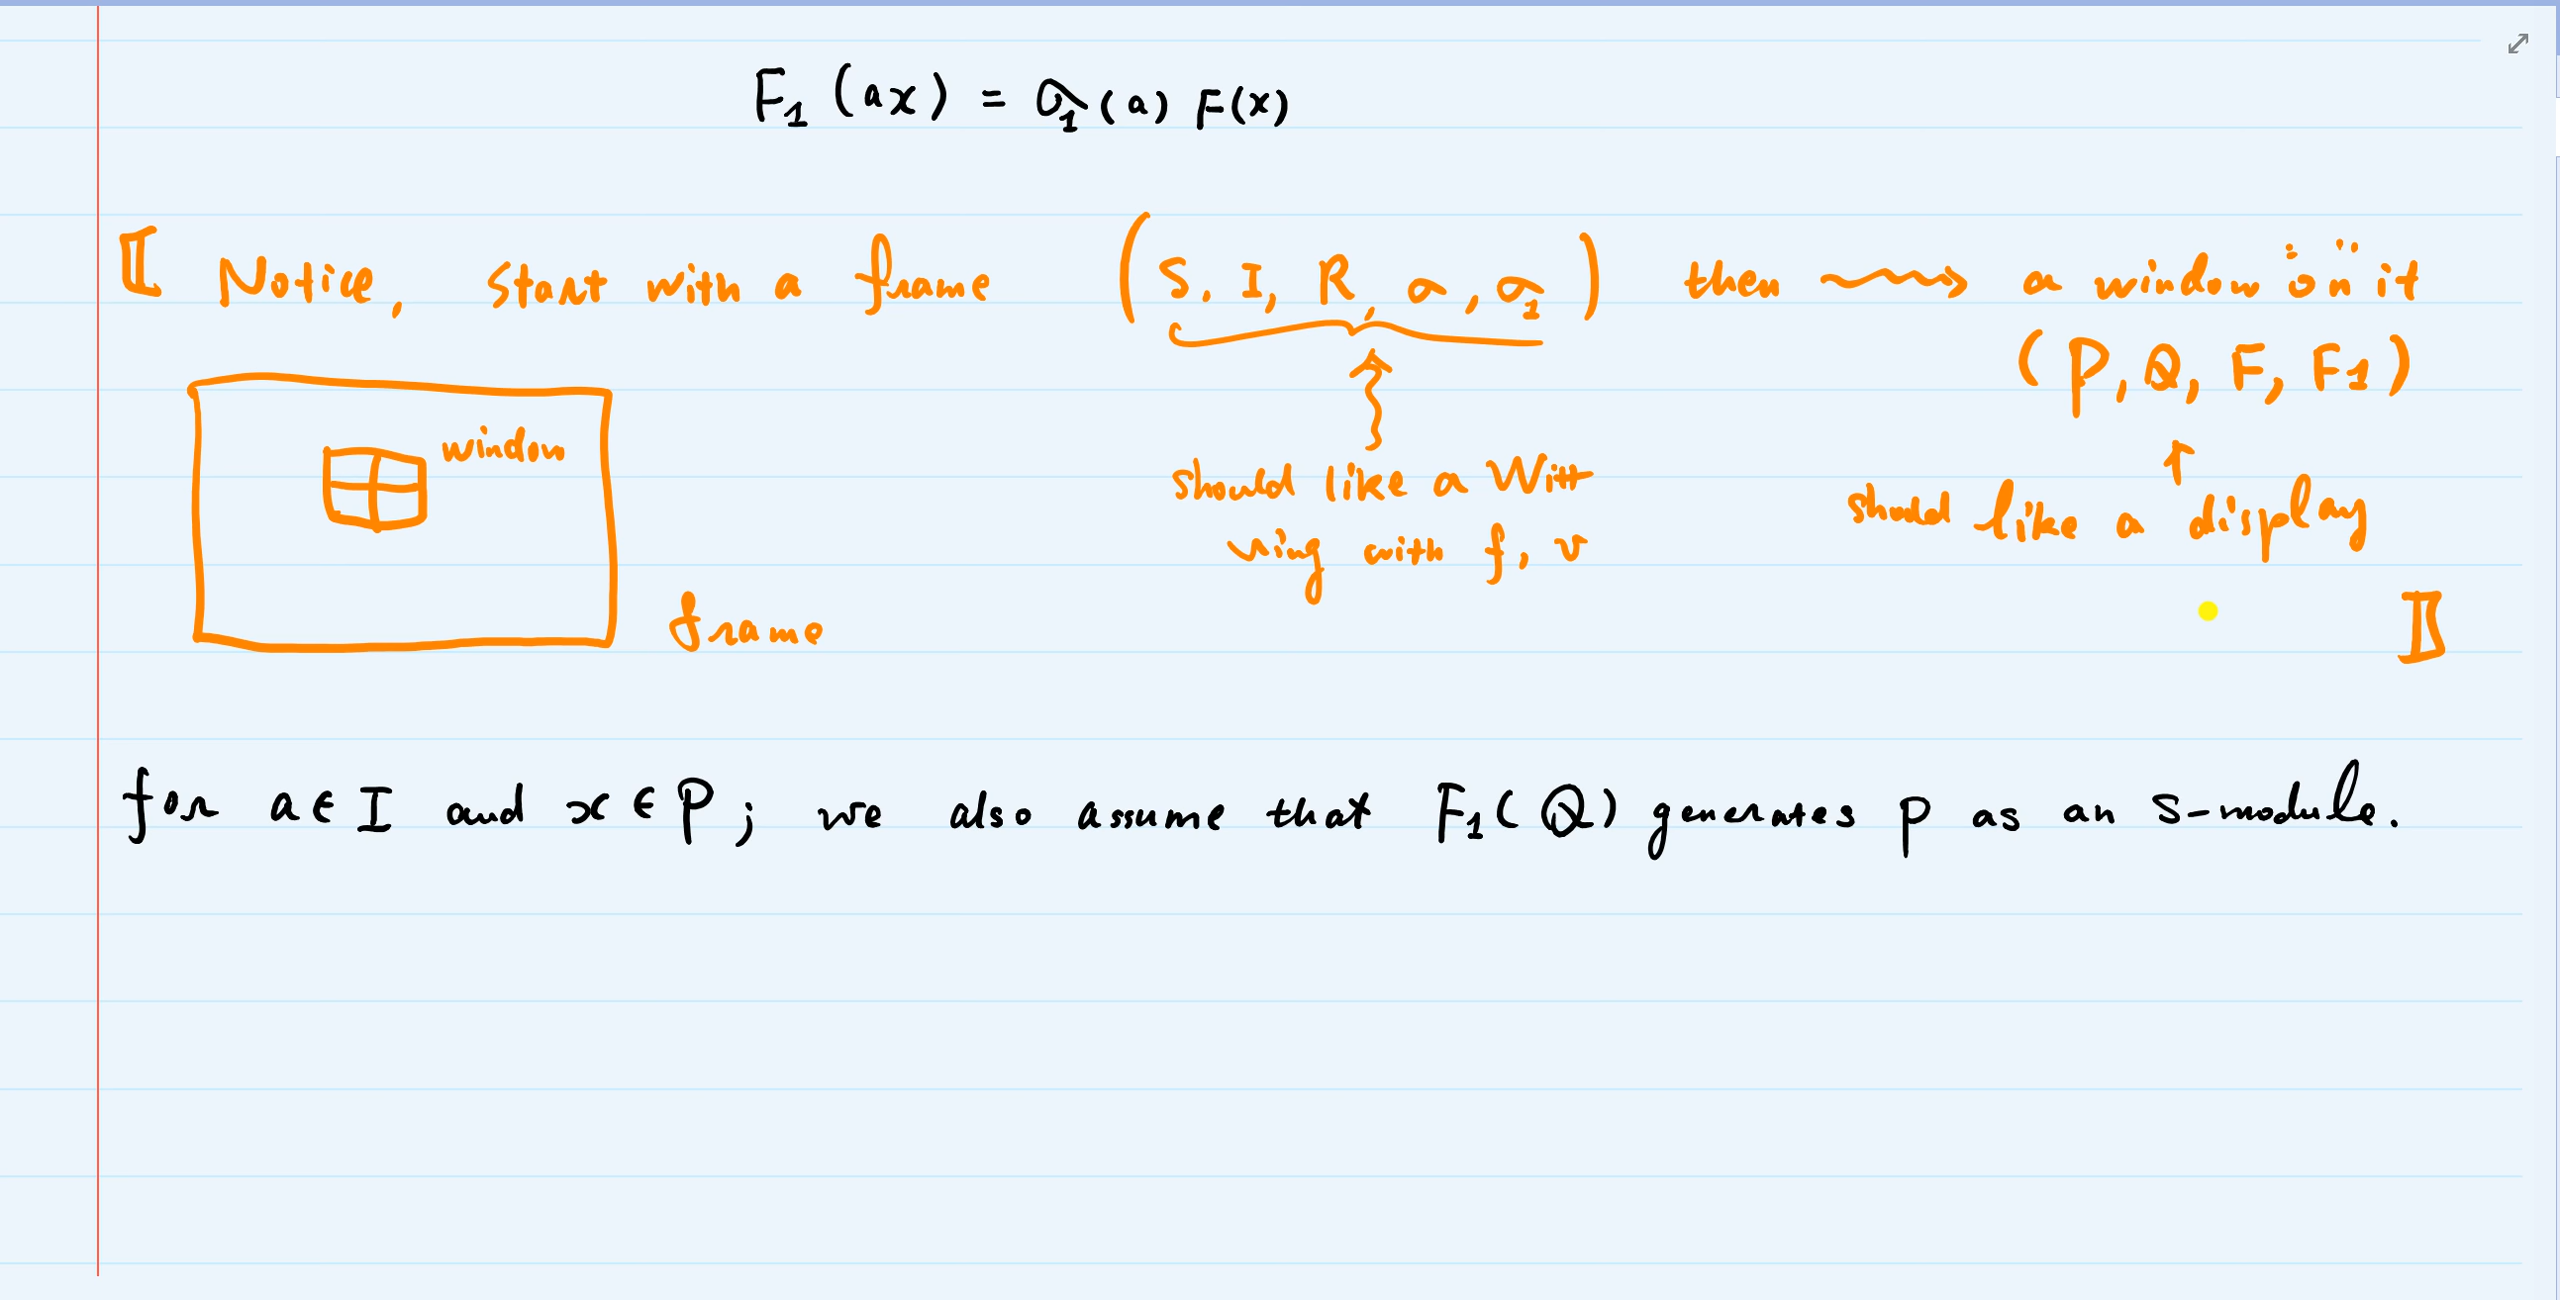 F₁(ax) = σ₁(a) F(x)
⟦ Notice, start with a frame (S, I, R, σ, σ₁) then ⟿ a window on it
(P, Q, F, F₁)
window
should like a Witt
ring with f, v
should like a display
frame ⟧
for a ∈ I and x ∈ P; we also assume that F₁(Q) generates P as an S-module.